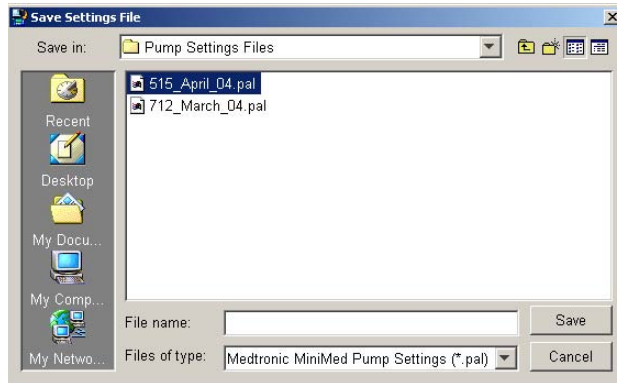 Save Settings File
Save in: Pump Settings Files
Recent
Desktop
My Docu...
My Comp...
My Netwo...
515_April_04.pal
712_March_04.pal
File name: Save
Files of type: Medtronic MiniMed Pump Settings (*.pal) Cancel